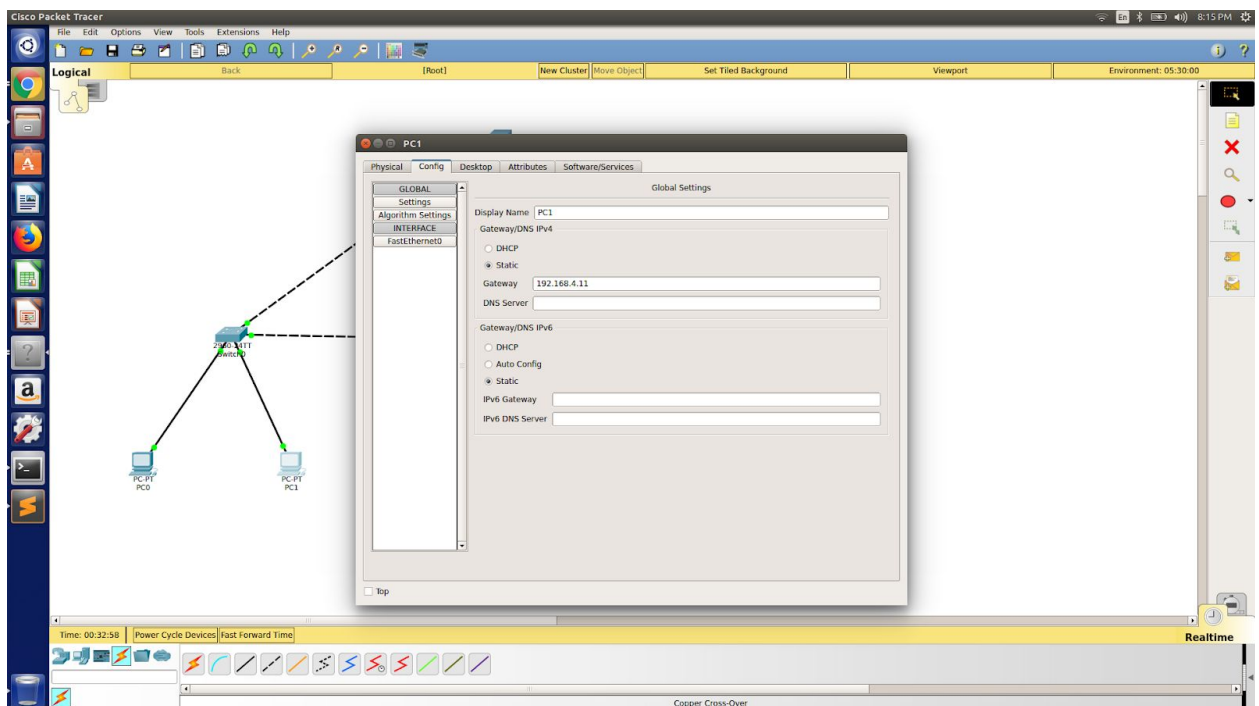 Cisco Packet Tracer
En
8:15 PM
File Edit Options View Tools Extensions Help
Logical
Back
[Root]
New Cluster
Move Object
Set Tiled Background
Viewport
Environment: 05:30:00
PC1
Physical Config Desktop Attributes Software/Services
GLOBAL
Settings
Algorithm Settings
INTERFACE
FastEthernet0
Global Settings
Display Name PC1
Gateway/DNS IPv4
DHCP
Static
Gateway 192.168.4.11
DNS Server
Gateway/DNS IPv6
DHCP
Auto Config
Static
IPv6 Gateway
IPv6 DNS Server
Top
Switch0
PC-PT
PC0
PC-PT
PC1
Time: 00:32:58
Power Cycle Devices
Fast Forward Time
Realtime
Copper Cross-Over